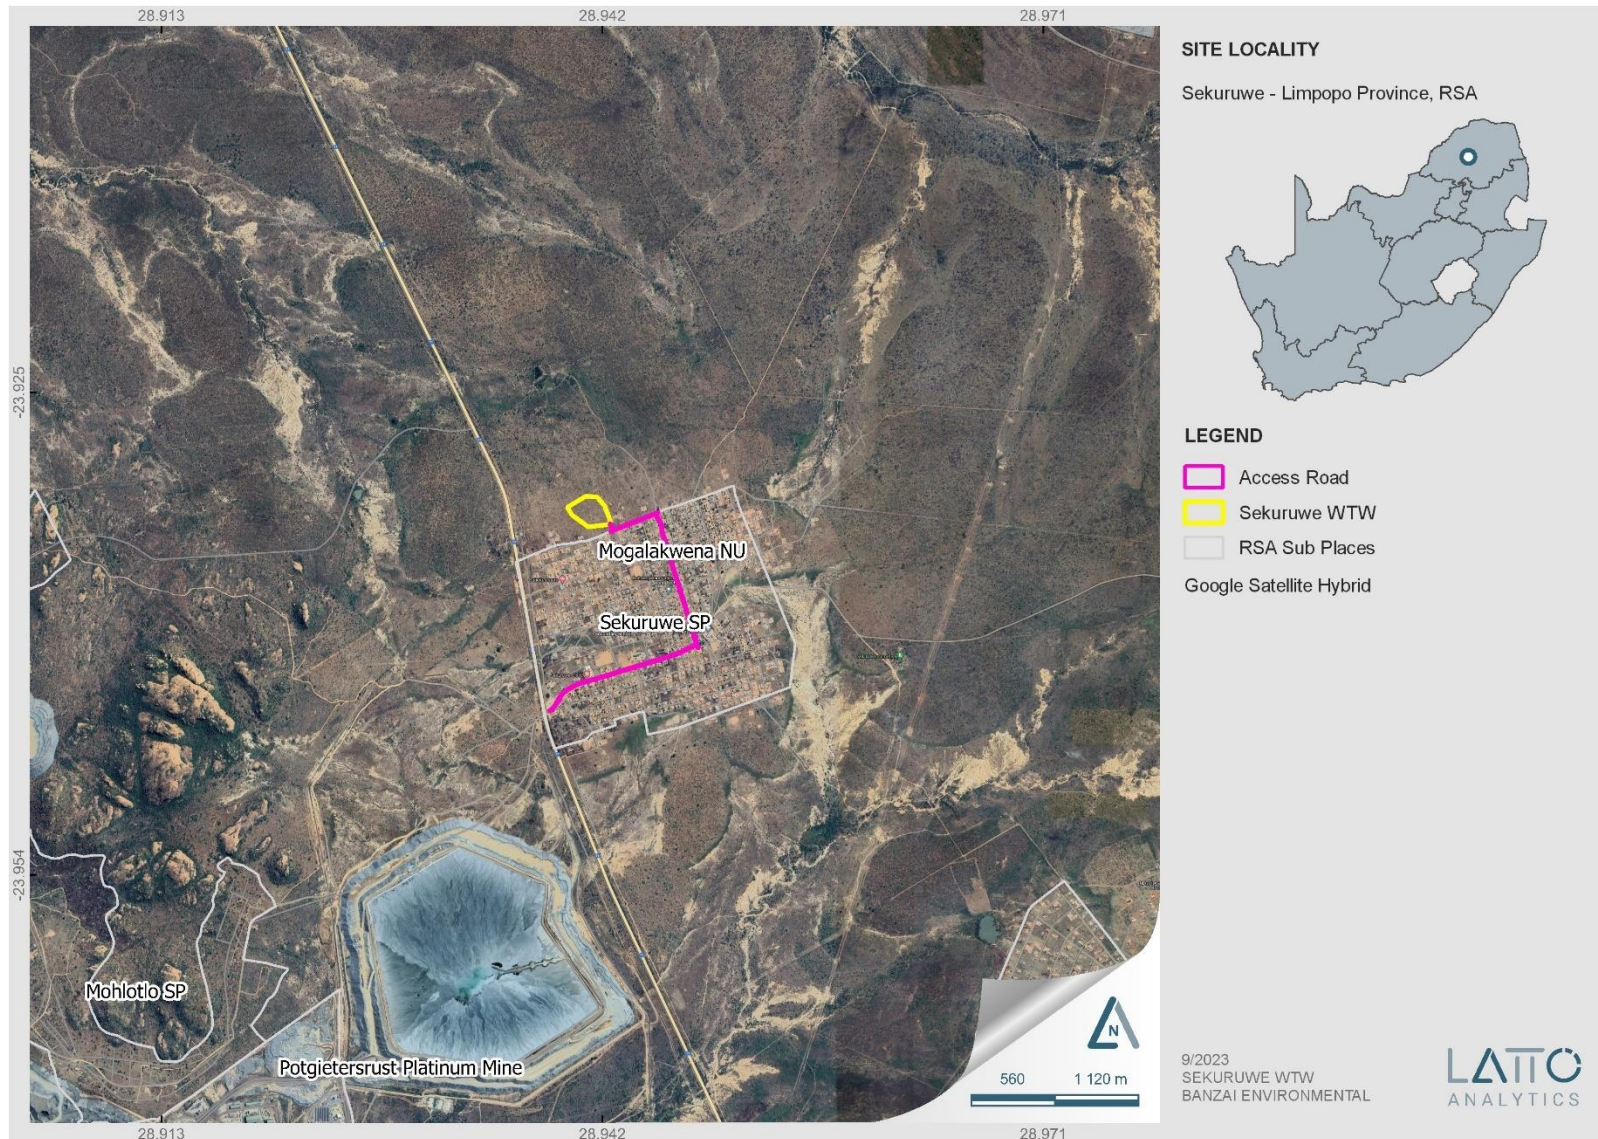 28.913
28.942
28.971
-23.925
-23.954
SITE LOCALITY
Sekuruwe - Limpopo Province, RSA
LEGEND
Access Road
Sekuruwe WTW
RSA Sub Places
Google Satellite Hybrid
Mogalakwena NU
Sekuruwe SP
Mohlotlo SP
Potgietersrust Platinum Mine
N
560 1 120 m
9/2023
SEKURUWE WTW
BANZAI ENVIRONMENTAL
LATTO
ANALYTICS
28.913
28.942
28.971